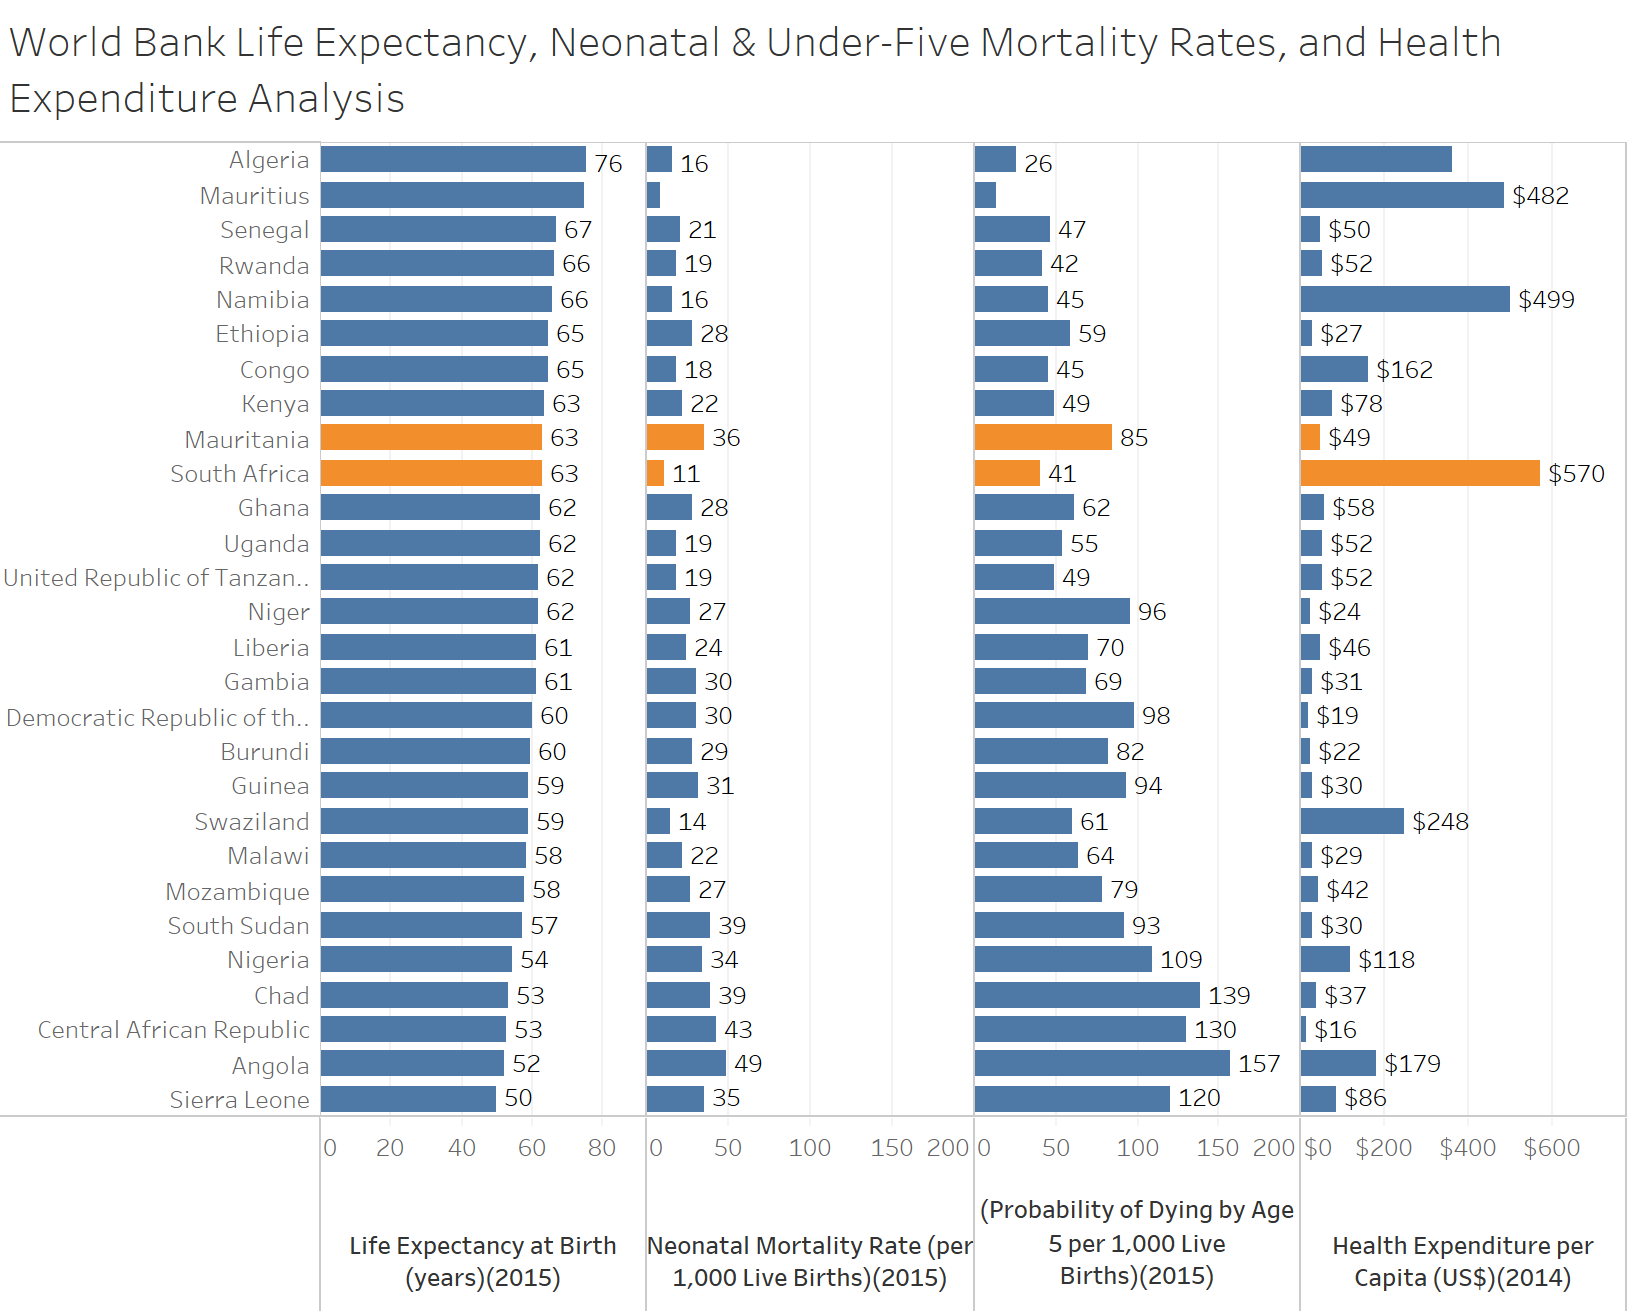 World Bank Life Expectancy, Neonatal & Under-Five Mortality Rates, and Health
Expenditure Analysis
Algeria 76 16 26
Mauritius $482
Senegal 67 21 47 $50
Rwanda 66 19 42 $52
Namibia 66 16 45 $499
Ethiopia 65 28 59 $27
Congo 65 18 45 $162
Kenya 63 22 49 $78
Mauritania 63 36 85 $49
South Africa 63 11 41 $570
Ghana 62 28 62 $58
Uganda 62 19 55 $52
United Republic of Tanzan.. 62 19 49 $52
Niger 62 27 96 $24
Liberia 61 24 70 $46
Gambia 61 30 69 $31
Democratic Republic of th.. 60 30 98 $19
Burundi 60 29 82 $22
Guinea 59 31 94 $30
Swaziland 59 14 61 $248
Malawi 58 22 64 $29
Mozambique 58 27 79 $42
South Sudan 57 39 93 $30
Nigeria 54 34 109 $118
Chad 53 39 139 $37
Central African Republic 53 43 130 $16
Angola 52 49 157 $179
Sierra Leone 50 35 120 $86
0 20 40 60 80 0 50 100 150 200 0 50 100 150 200 $0 $200 $400 $600
Life Expectancy at Birth
(years)(2015)
Neonatal Mortality Rate (per
1,000 Live Births)(2015)
(Probability of Dying by Age
5 per 1,000 Live
Births)(2015)
Health Expenditure per
Capita (US$)(2014)